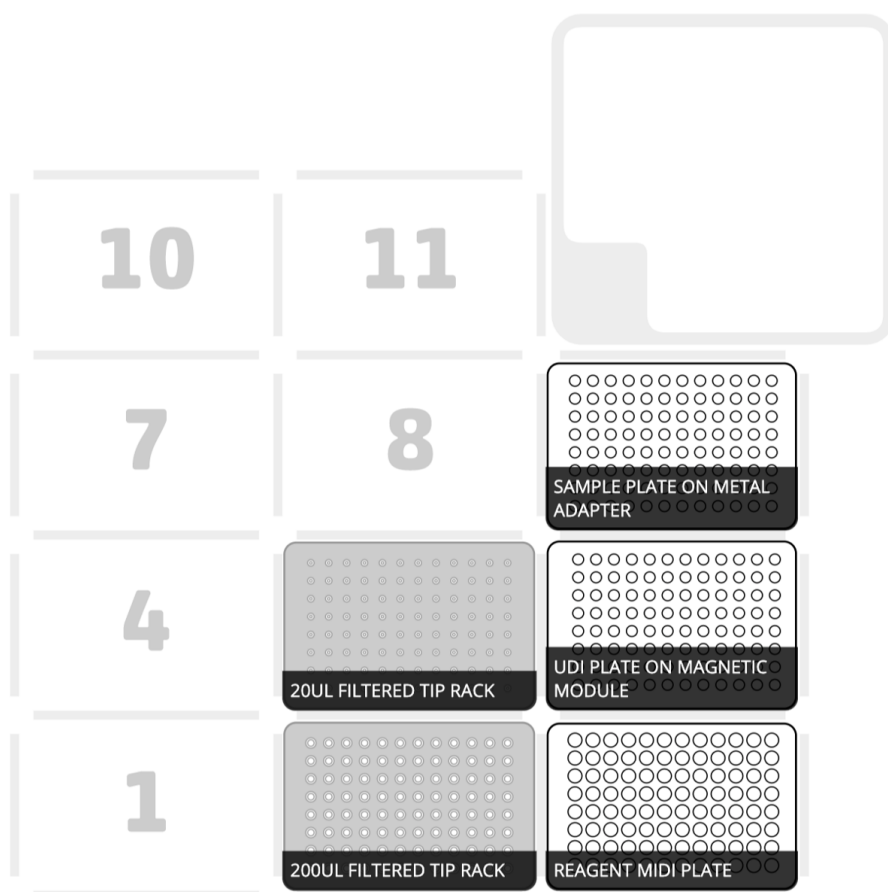 10
11
7
8
SAMPLE PLATE ON METAL
ADAPTER
4
20UL FILTERED TIP RACK
UDI PLATE ON MAGNETIC
MODULE
1
200UL FILTERED TIP RACK
REAGENT MIDI PLATE